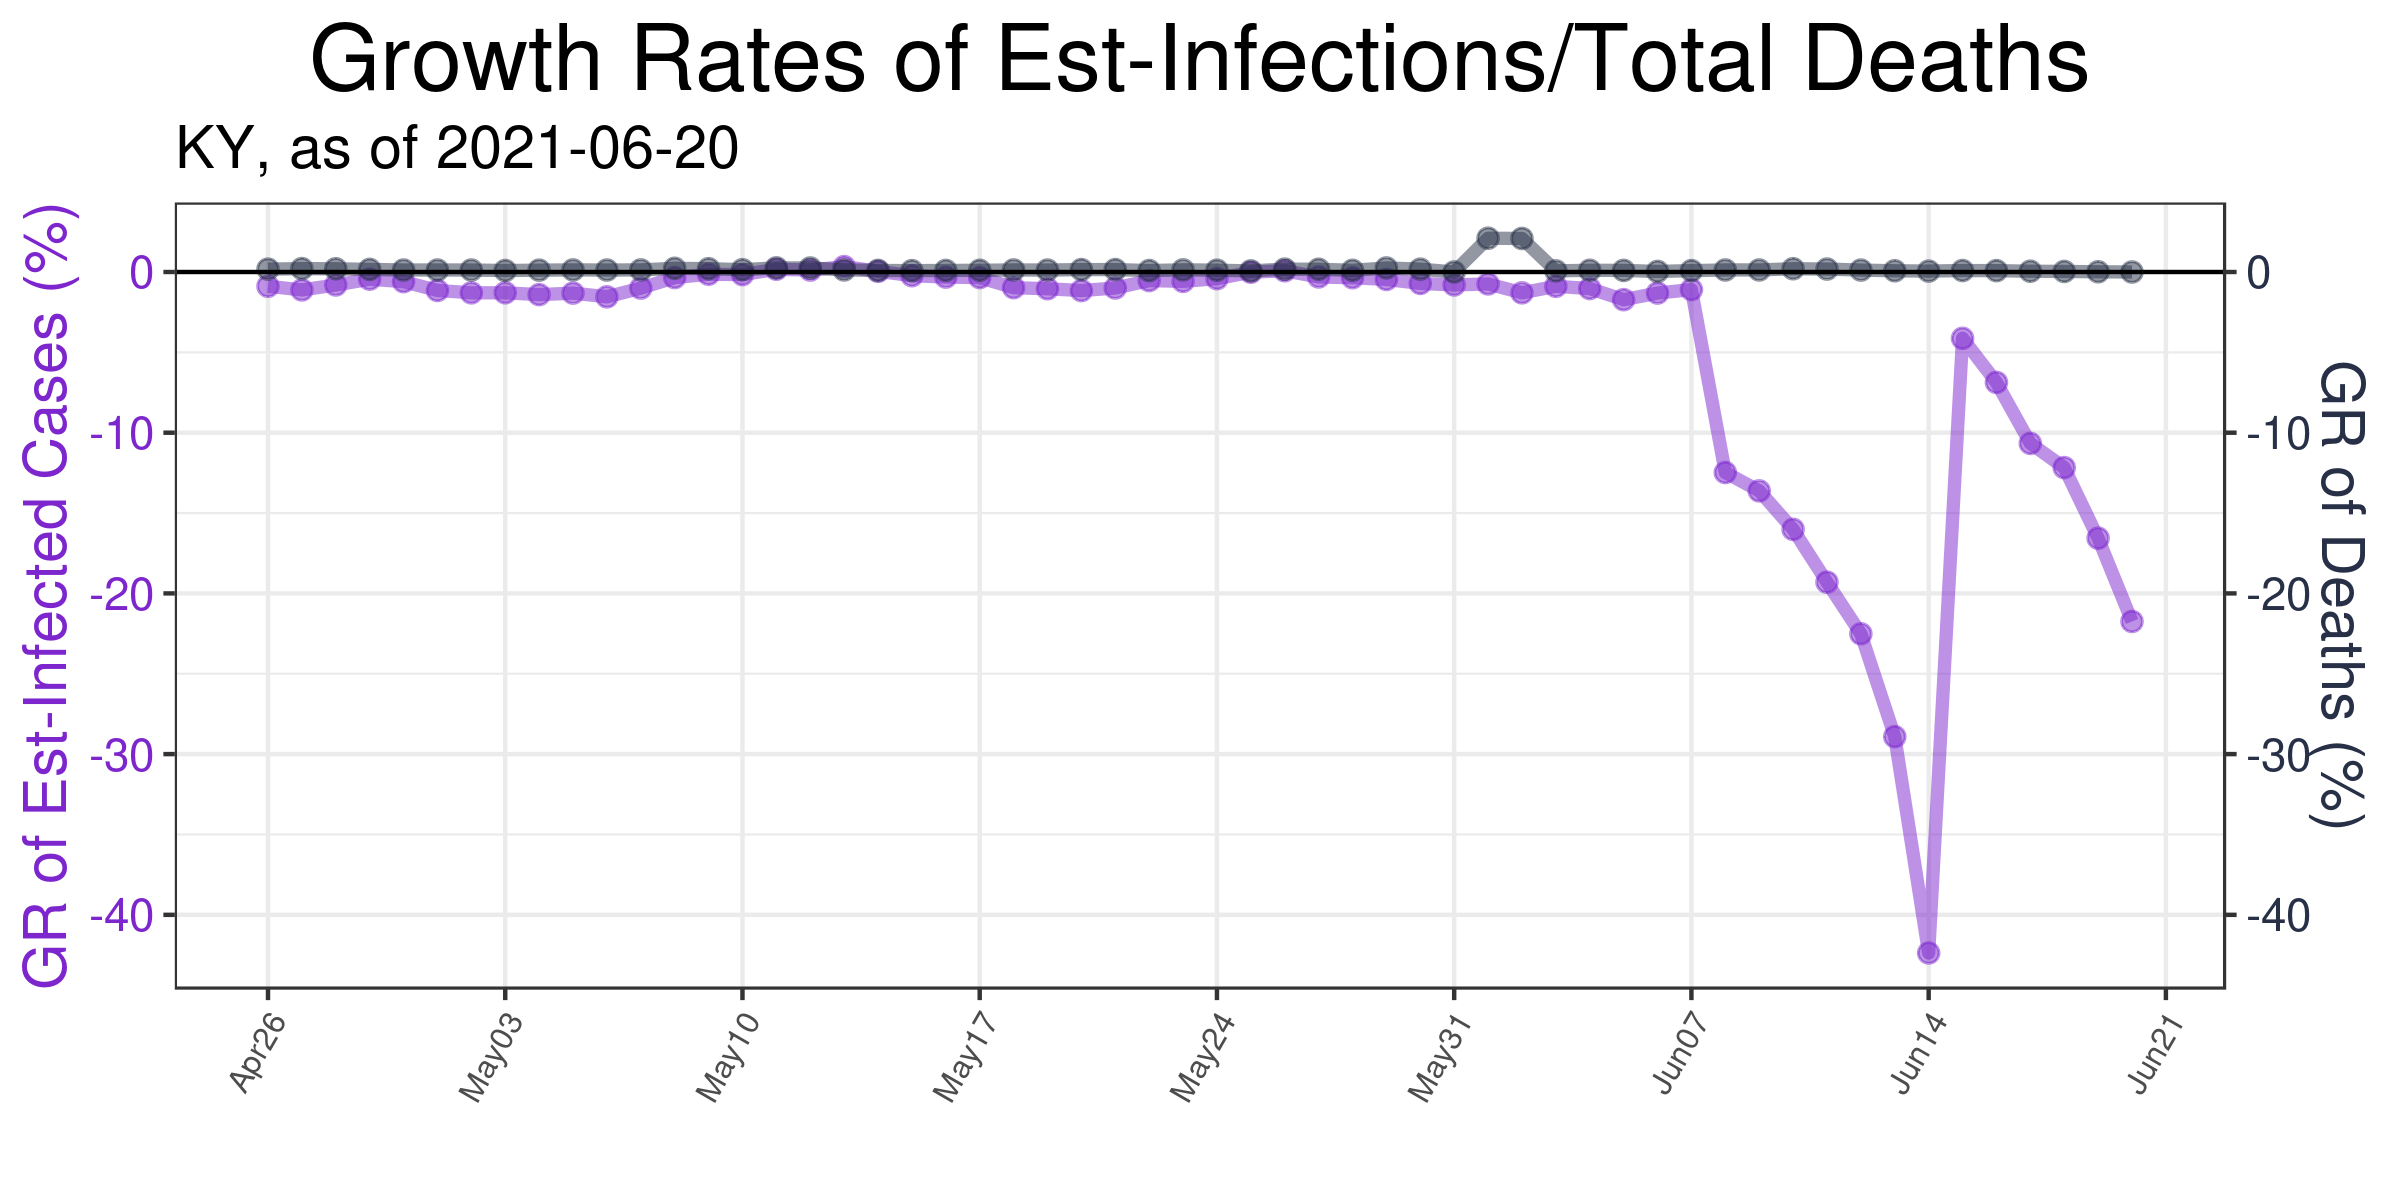 Growth Rates of Est-Infections/Total Deaths
KY, as of 2021-06-20
GR of Est-Infected Cases (%)
0
-10
-20
-30
-40
0
-10
-20
-30
-40
GR of Deaths (%)
Apr26
May03
May10
May17
May24
May31
Jun07
Jun14
Jun21